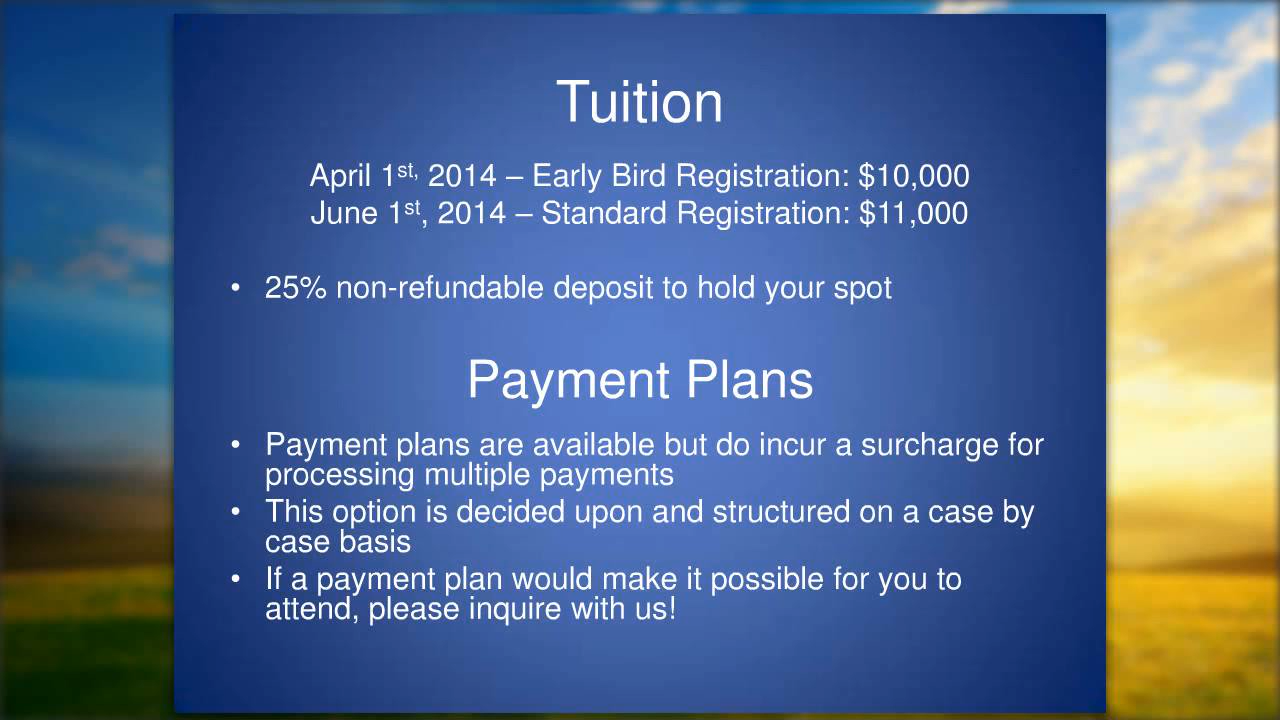 Tuition
April 1st, 2014 – Early Bird Registration: $10,000
June 1st, 2014 – Standard Registration: $11,000
• 25% non-refundable deposit to hold your spot
Payment Plans
• Payment plans are available but do incur a surcharge for
processing multiple payments
• This option is decided upon and structured on a case by
case basis
• If a payment plan would make it possible for you to
attend, please inquire with us!